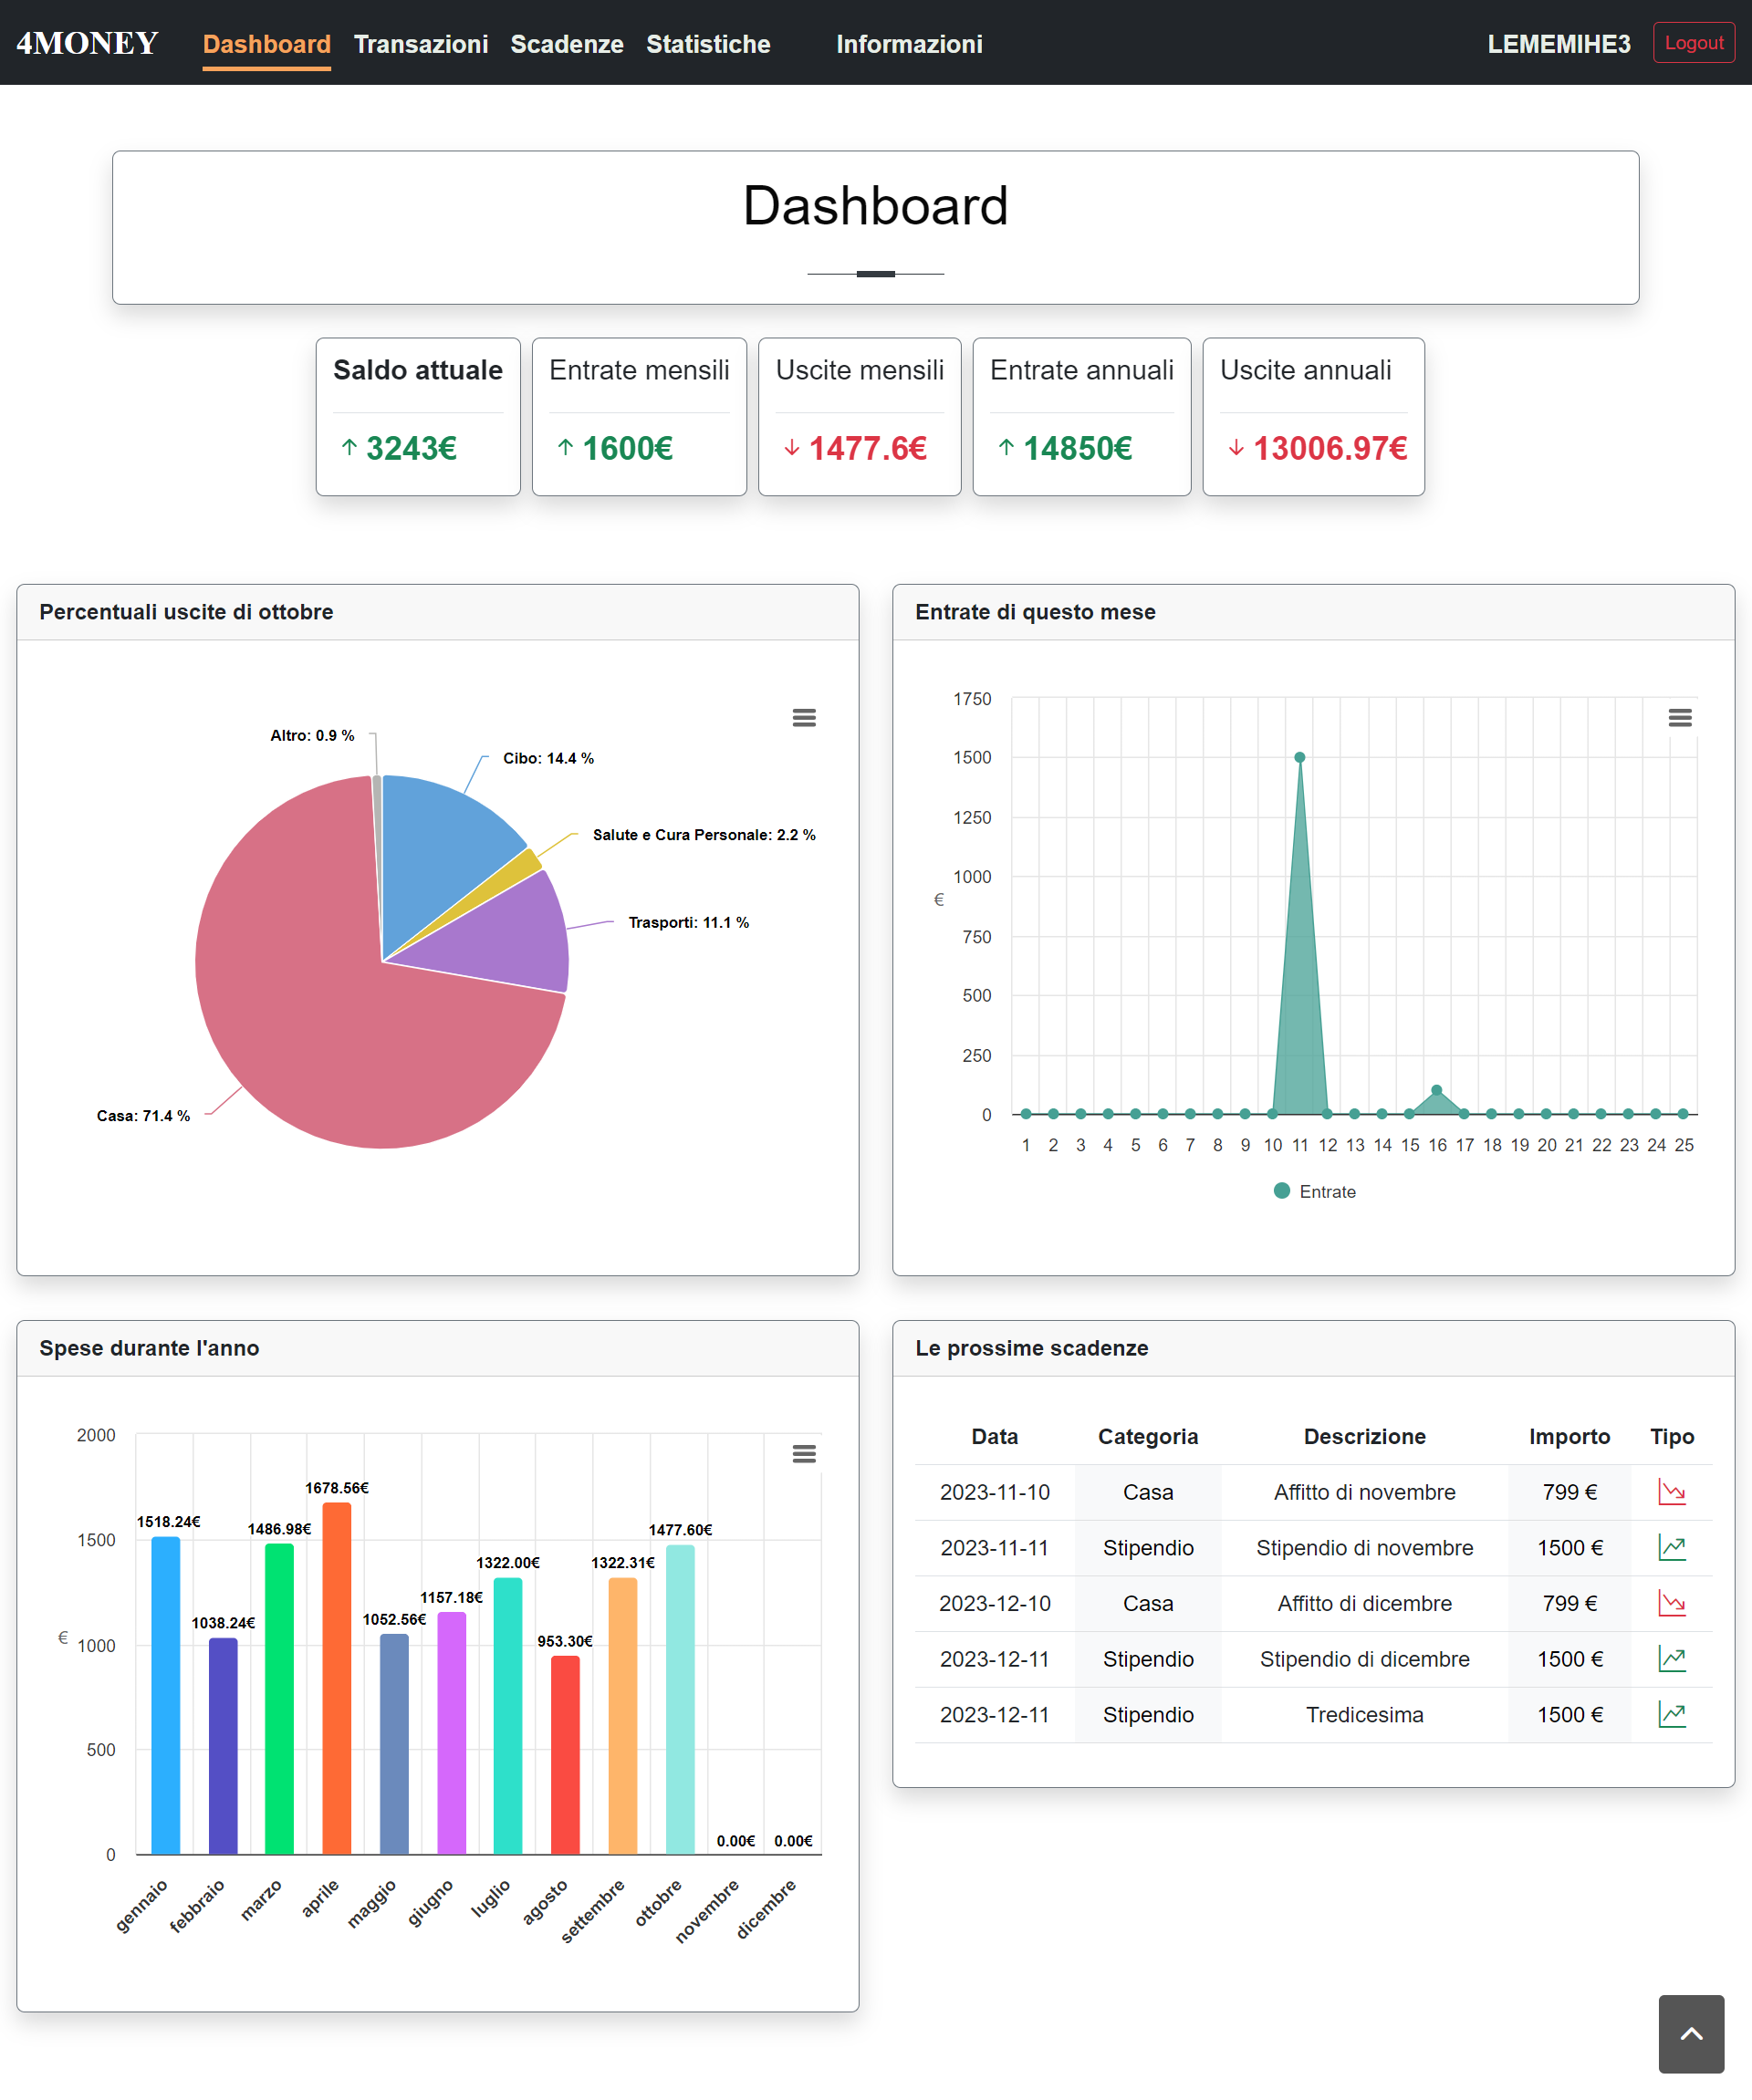 4MONEY Dashboard Transazioni Scadenze Statistiche Informazioni LEMEMIHE3 Logout
Dashboard
Saldo attuale
3243€
Entrate mensili
1600€
Uscite mensili
1477.6€
Entrate annuali
14850€
Uscite annuali
13006.97€
Percentuali uscite di ottobre
Altro: 0.9 %
Cibo: 14.4 %
Salute e Cura Personale: 2.2 %
Trasporti: 11.1 %
Casa: 71.4 %
Entrate di questo mese
1750
1500
1250
1000
€
750
500
250
0
1 2 3 4 5 6 7 8 9 10 11 12 13 14 15 16 17 18 19 20 21 22 23 24 25
Entrate
Spese durante l'anno
2000
1500
€ 1000
500
0
1518.24€
1038.24€
1486.98€
1678.56€
1052.56€
1157.18€
1322.00€
953.30€
1322.31€
1477.60€
0.00€
0.00€
gennaio
febbraio
marzo
aprile
maggio
giugno
luglio
agosto
settembre
ottobre
novembre
dicembre
Le prossime scadenze
Data Categoria Descrizione Importo Tipo
2023-11-10 Casa Affitto di novembre 799 €
2023-11-11 Stipendio Stipendio di novembre 1500 €
2023-12-10 Casa Affitto di dicembre 799 €
2023-12-11 Stipendio Stipendio di dicembre 1500 €
2023-12-11 Stipendio Tredicesima 1500 €